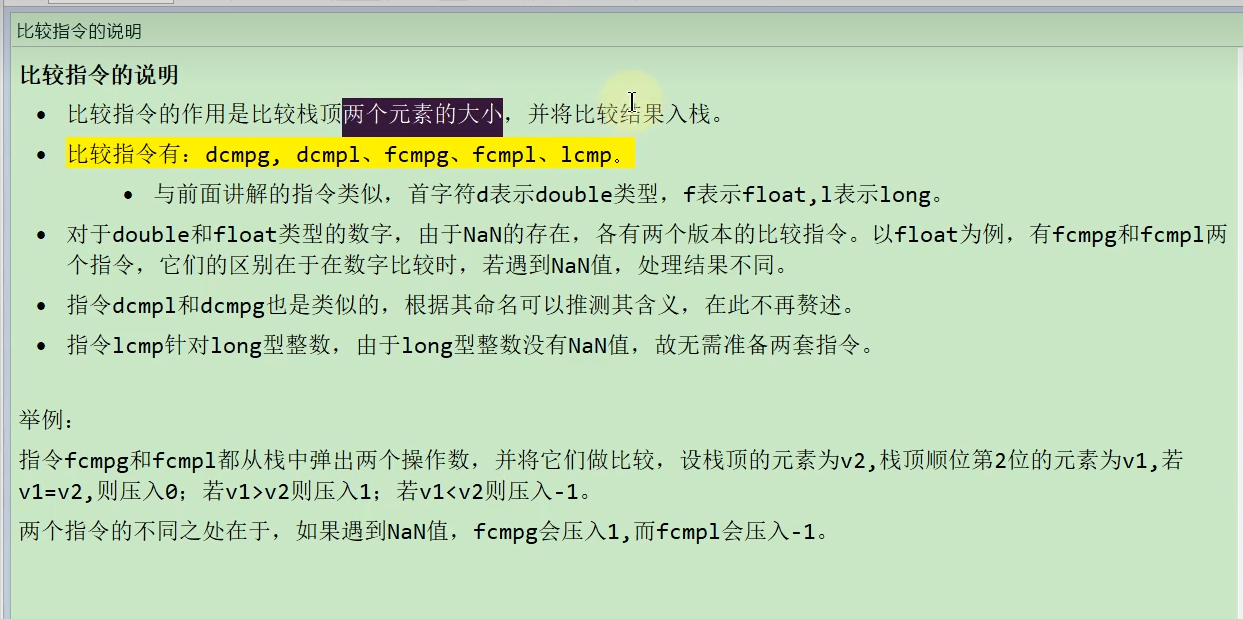 比较指令的说明
比较指令的说明
• 比较指令的作用是比较栈顶两个元素的大小，并将比较结果入栈。
• 比较指令有：dcmpg, dcmpl、fcmpg、fcmpl、lcmp。
• 与前面讲解的指令类似，首字符d表示double类型，f表示float,l表示long。
• 对于double和float类型的数字，由于NaN的存在，各有两个版本的比较指令。以float为例，有fcmpg和fcmpl两
个指令，它们的区别在于在数字比较时，若遇到NaN值，处理结果不同。
• 指令dcmpl和dcmpg也是类似的，根据其命名可以推测其含义，在此不再赘述。
• 指令lcmp针对long型整数，由于long型整数没有NaN值，故无需准备两套指令。
举例：
指令fcmpg和fcmpl都从栈中弹出两个操作数，并将它们做比较，设栈顶的元素为v2,栈顶顺位第2位的元素为v1,若
v1=v2,则压入0；若v1>v2则压入1；若v1<v2则压入-1。
两个指令的不同之处在于，如果遇到NaN值，fcmpg会压入1,而fcmpl会压入-1。